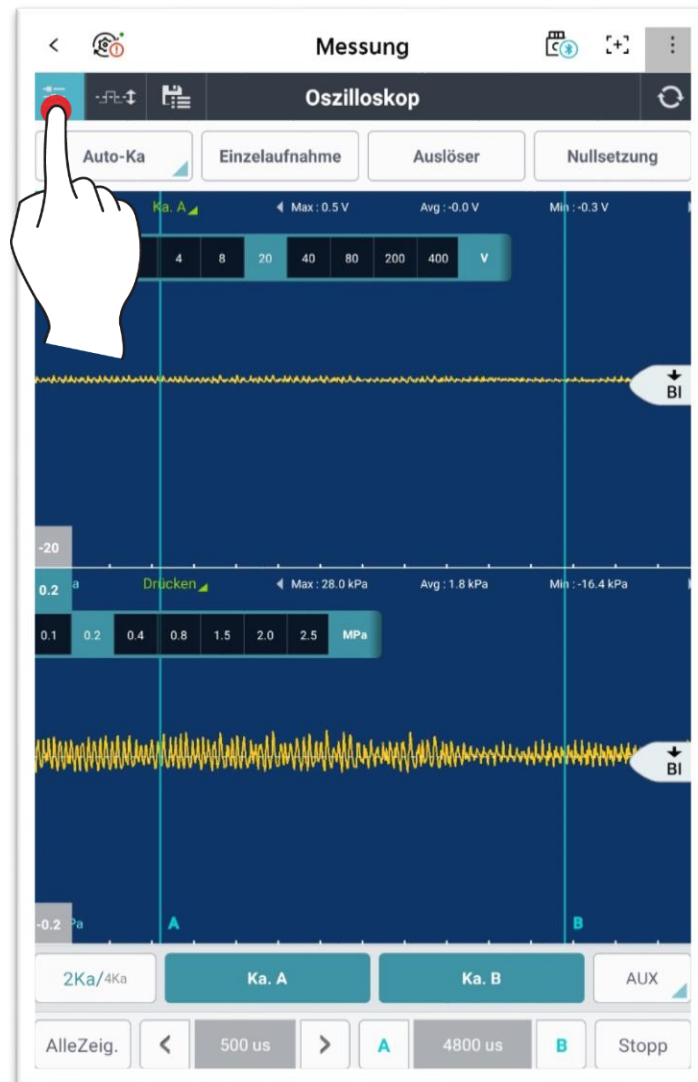 Messung
Oszilloskop
Auto-Ka Einzelaufnahme Auslöser Nullsetzung
Ka. A Max : 0.5 V Avg : -0.0 V Min : -0.3 V
4 8 20 40 80 200 400 V
BI
-20
0.2 a Drücken Max : 28.0 kPa Avg : 1.8 kPa Min : -16.4 kPa
0.1 0.2 0.4 0.8 1.5 2.0 2.5 MPa
BI
-0.2 Pa A B
2Ka/4Ka Ka. A Ka. B AUX
AlleZeig. < 500 us > A 4800 us B Stopp